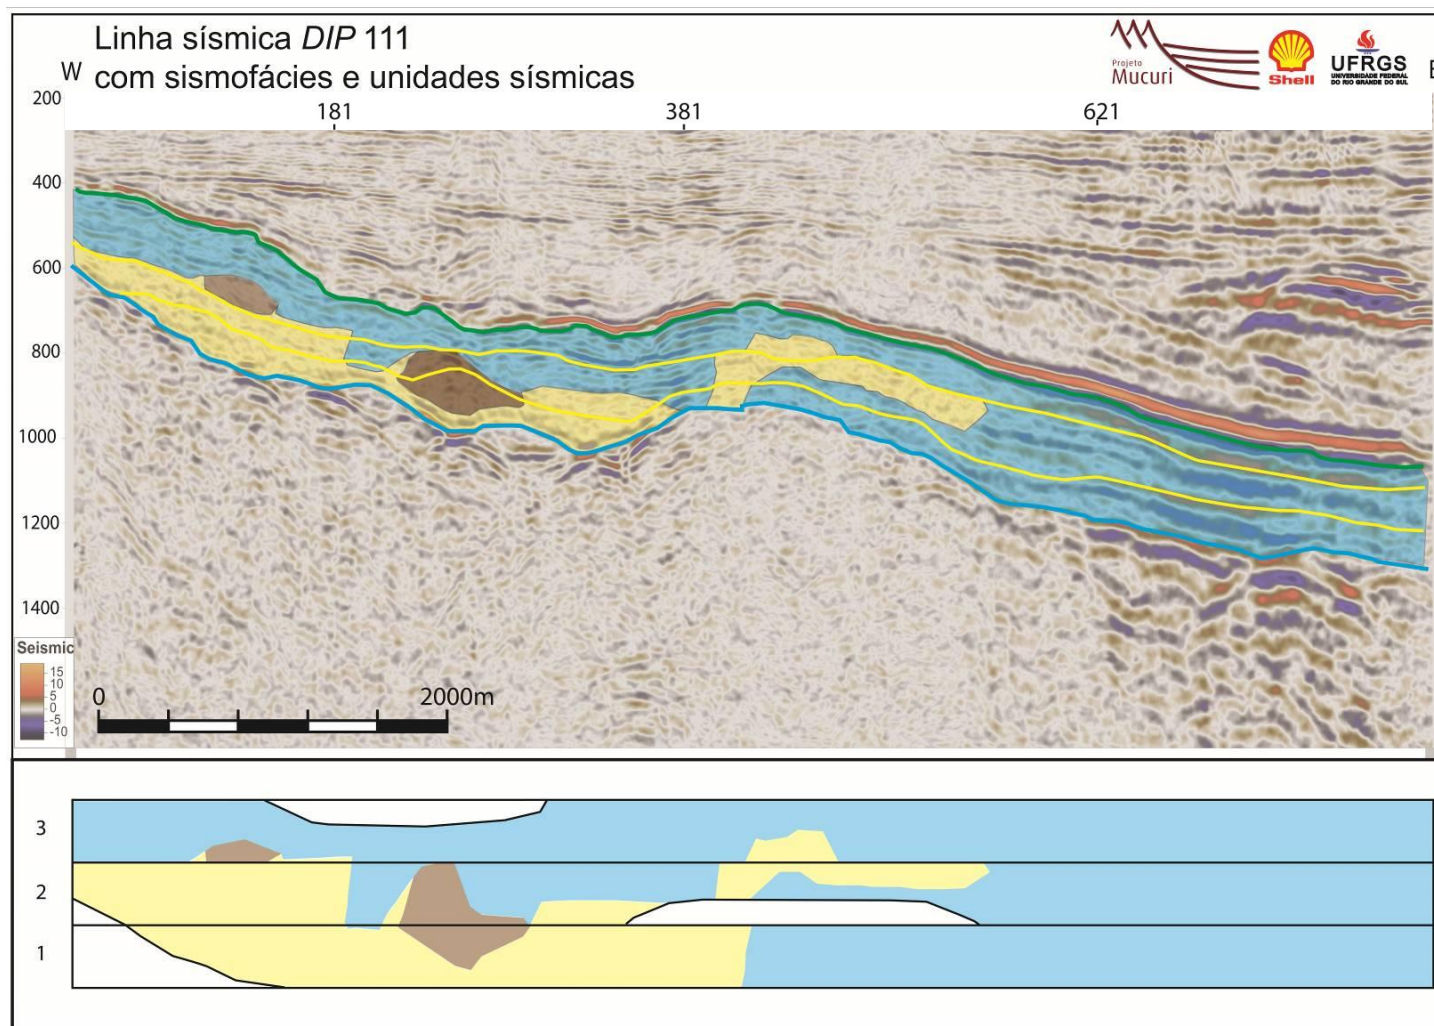 Linha sísmica DIP 111
W com sismofácies e unidades sísmicas
Projeto
Mucuri
Shell
UFRGS
UNIVERSIDADE FEDERAL
DO RIO GRANDE DO SUL
E
200
181 381 621
400
600
800
1000
1200
1400
Seismic
15
10
5
0
-5
-10
0 2000m
3
2
1